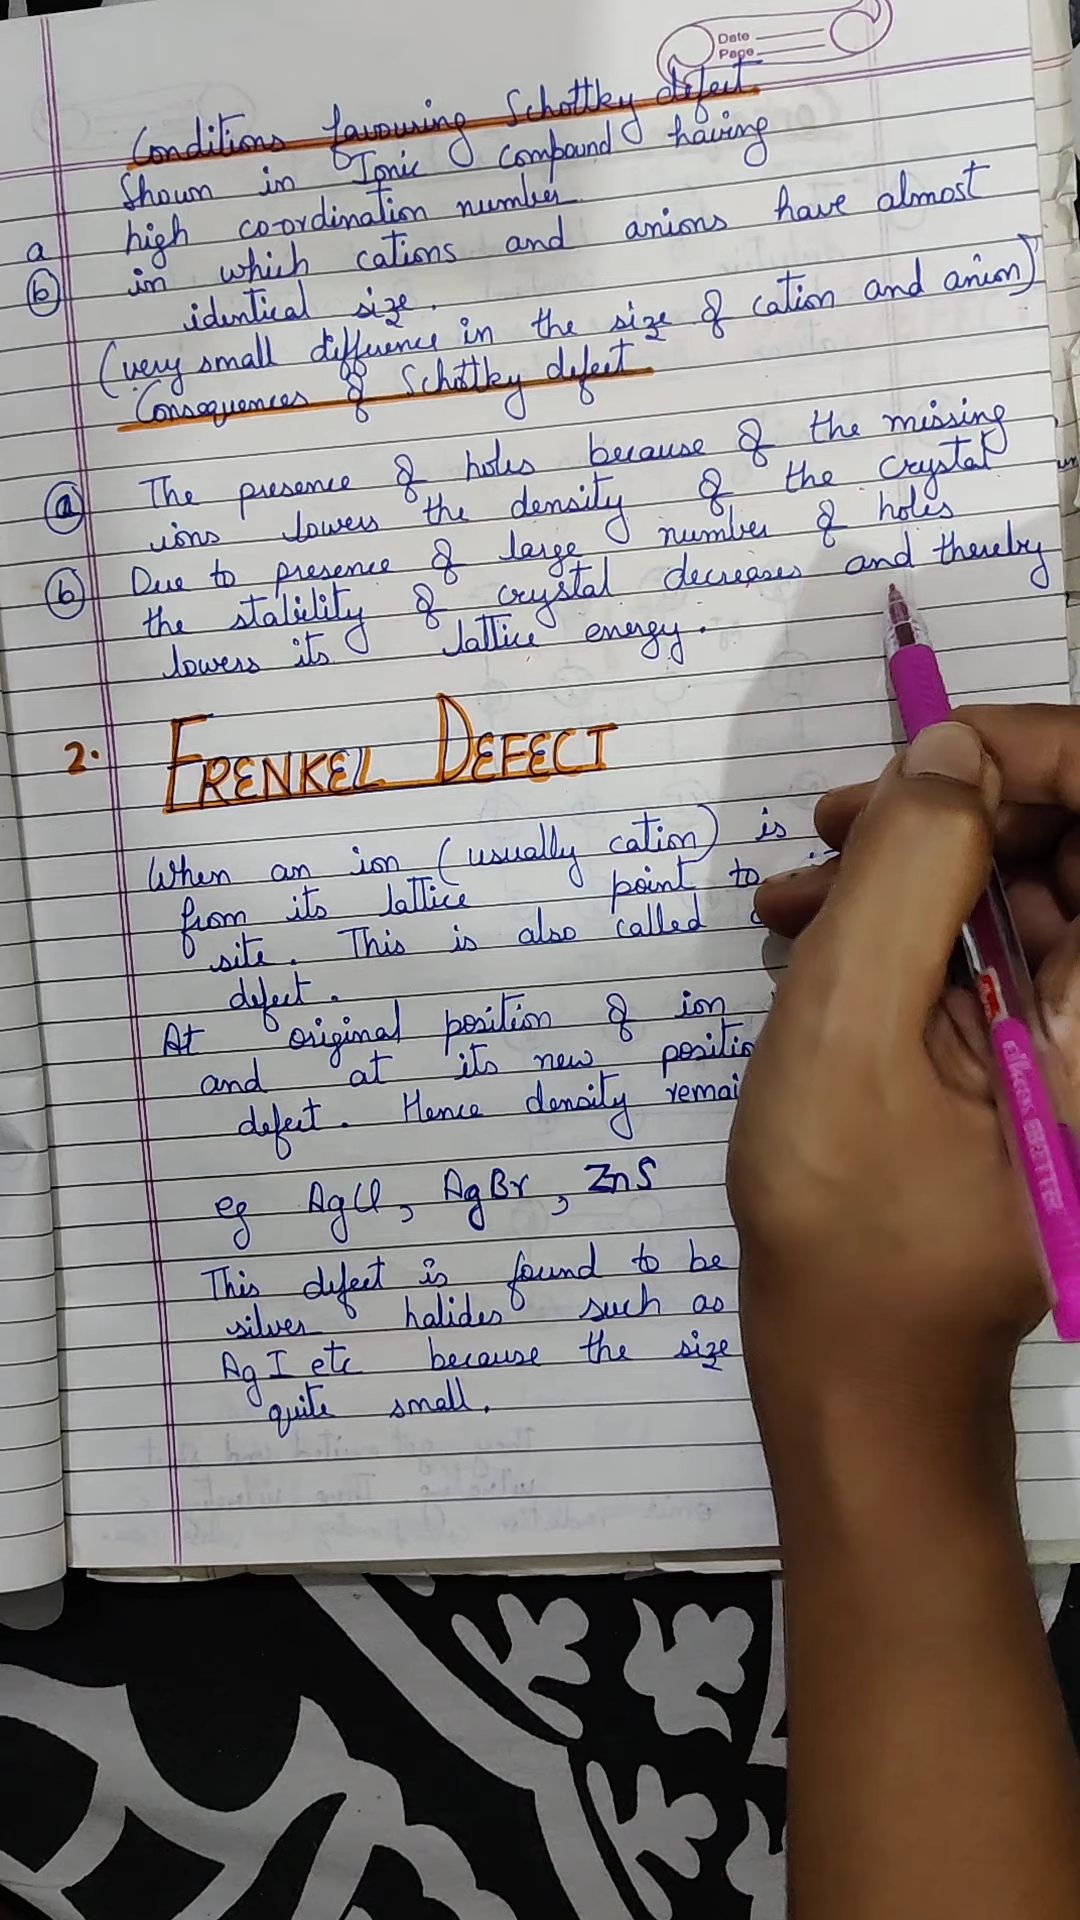 Date
Page
Conditions favouring Schottky defect.
Shown in Ionic compound having
a high co-ordination number
b in which cations and anions have almost
identical size.
(very small difference in the size of cation and anion)
Consequences of Schottky defect
a The presence of holes because of the missing
ions lowers the density of the crystal
b Due to presence of large number of holes
the stability of crystal decreases and thereby
lowers its lattice energy.
2. FRENKEL DEFECT
When an ion (usually cation) is
from its lattice point to
site. This is also called
defect.
At original position of ion
and at its new positio
defect. Hence density remai
eg AgCl, AgBr, ZnS
This defect is found to be
silver halides such as
AgI etc because the size
quite small.